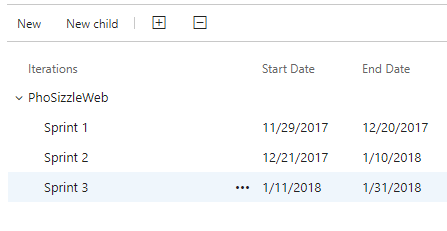 New New child
Iterations Start Date End Date
PhoSizzleWeb
Sprint 1 11/29/2017 12/20/2017
Sprint 2 12/21/2017 1/10/2018
Sprint 3 ••• 1/11/2018 1/31/2018